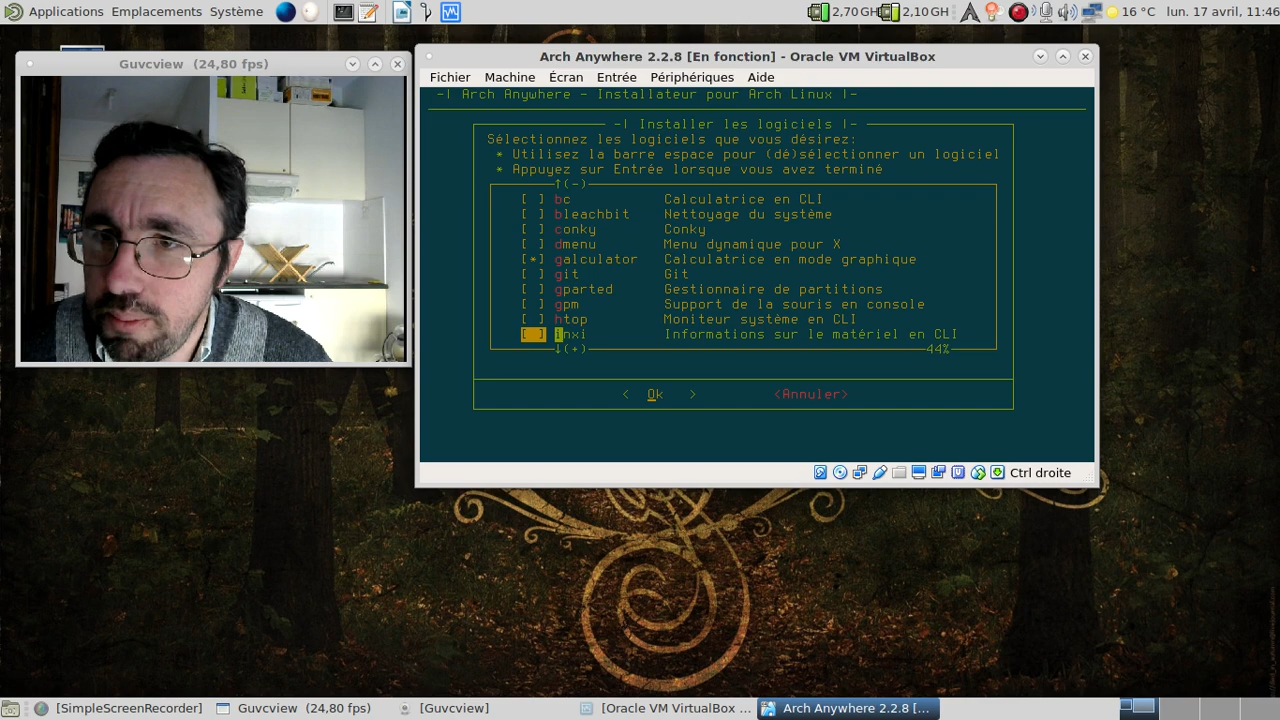 Applications Emplacements Système 2,70 GH 2,10 GH 16 °C lun. 17 avril, 11:46
Guvcview (24,80 fps)
Arch Anywhere 2.2.8 [En fonction] - Oracle VM VirtualBox
Fichier Machine Écran Entrée Périphériques Aide
-| Arch Anywhere - Installateur pour Arch Linux |-
-| Installer les logiciels |-
Sélectionnez les logiciels que vous désirez:
* Utilisez la barre espace pour (dé)sélectionner un logiciel
* Appuyez sur Entrée lorsque vous avez terminé
↑(-)
[ ] bc Calculatrice en CLI
[ ] bleachbit Nettoyage du système
[ ] conky Conky
[ ] dmenu Menu dynamique pour X
[*] galculator Calculatrice en mode graphique
[ ] git Git
[ ] gparted Gestionnaire de partitions
[ ] gpm Support de la souris en console
[ ] htop Moniteur système en CLI
[ ] inxi Informations sur le matériel en CLI
↓(+) 44%
< Ok > <Annuler>
Ctrl droite
[SimpleScreenRecorder] Guvcview (24,80 fps) [Guvcview] [Oracle VM VirtualBox ... Arch Anywhere 2.2.8 [...